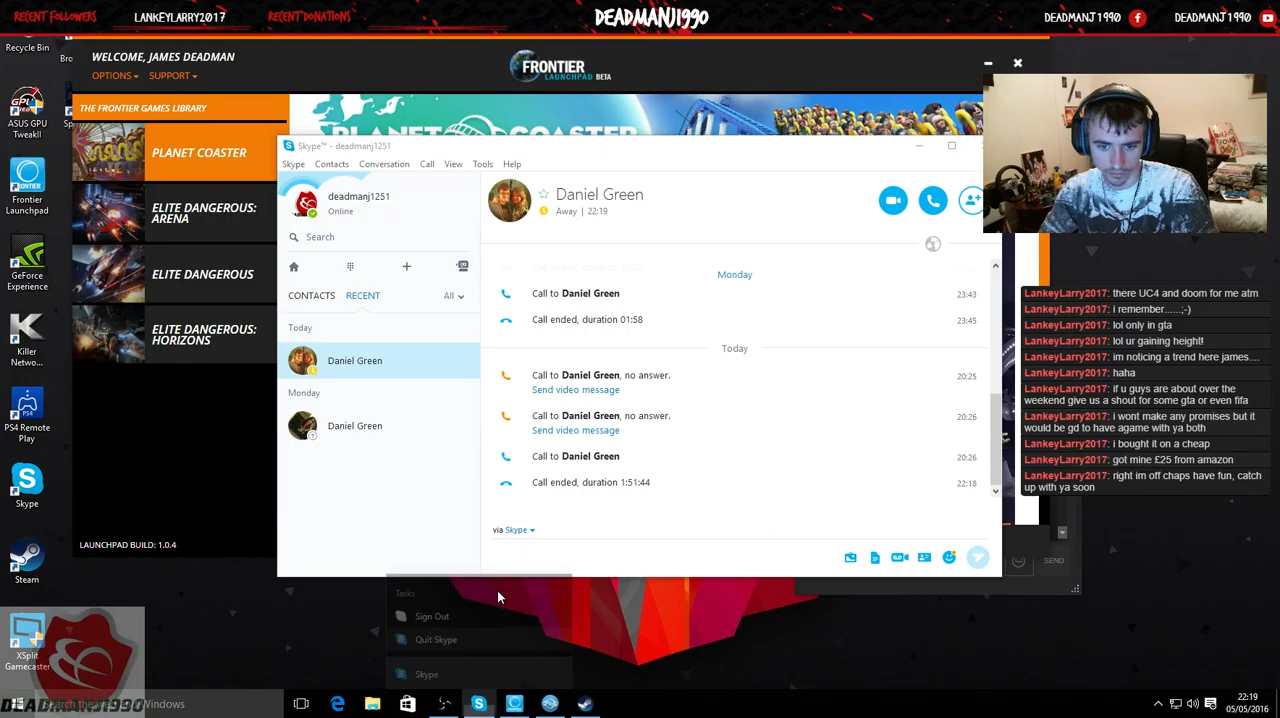 RECENT FOLLOWERS
LANKEYLARRY2017
RECENT DONATIONS
DEADMANJ1990
DEADMANJ1990
DEADMANJ1990
Recycle Bin
Bro
WELCOME, JAMES DEADMAN
OPTIONS
SUPPORT
FRONTIER
LAUNCHPAD BETA
THE FRONTIER GAMES LIBRARY
PLANET COASTER
ELITE DANGEROUS:
ARENA
ELITE DANGEROUS
ELITE DANGEROUS:
HORIZONS
LAUNCHPAD BUILD: 1.0.4
PLANET COASTER
ASUS GPU
TweakII
Sp
Frontier
Launchpad
GeForce
Experience
Killer
Netwo...
PS4 Remote
Play
Skype
Steam
XSplit
Gamecaster
Skype™ - deadmanj1251
Skype
Contacts
Conversation
Call
View
Tools
Help
deadmanj1251
Online
Search
CONTACTS
RECENT
All
Today
Daniel Green
Monday
Daniel Green
Daniel Green
Away | 22:19
Monday
Call to Daniel Green
23:43
Call ended, duration 01:58
23:45
Today
Call to Daniel Green, no answer.
20:25
Send video message
Call to Daniel Green, no answer.
20:26
Send video message
Call to Daniel Green
20:26
Call ended, duration 1:51:44
22:18
via Skype
LankeyLarry2017: there UC4 and doom for me atm
LankeyLarry2017: i remember......;-)
LankeyLarry2017: lol only in gta
LankeyLarry2017: lol ur gaining height!
LankeyLarry2017: im noticing a trend here james....
LankeyLarry2017: haha
LankeyLarry2017: if u guys are about over the
weekend give us a shout for some gta or even fifa
LankeyLarry2017: i wont make any promises but it
would be gd to have agame with ya both
LankeyLarry2017: i bought it on a cheap
LankeyLarry2017: got mine £25 from amazon
LankeyLarry2017: right im off chaps have fun, catch
up with ya soon
SEND
Tasks
Sign Out
Quit Skype
Skype
DEADMANJ1990
Search the web and Windows
22:19
05/05/2016